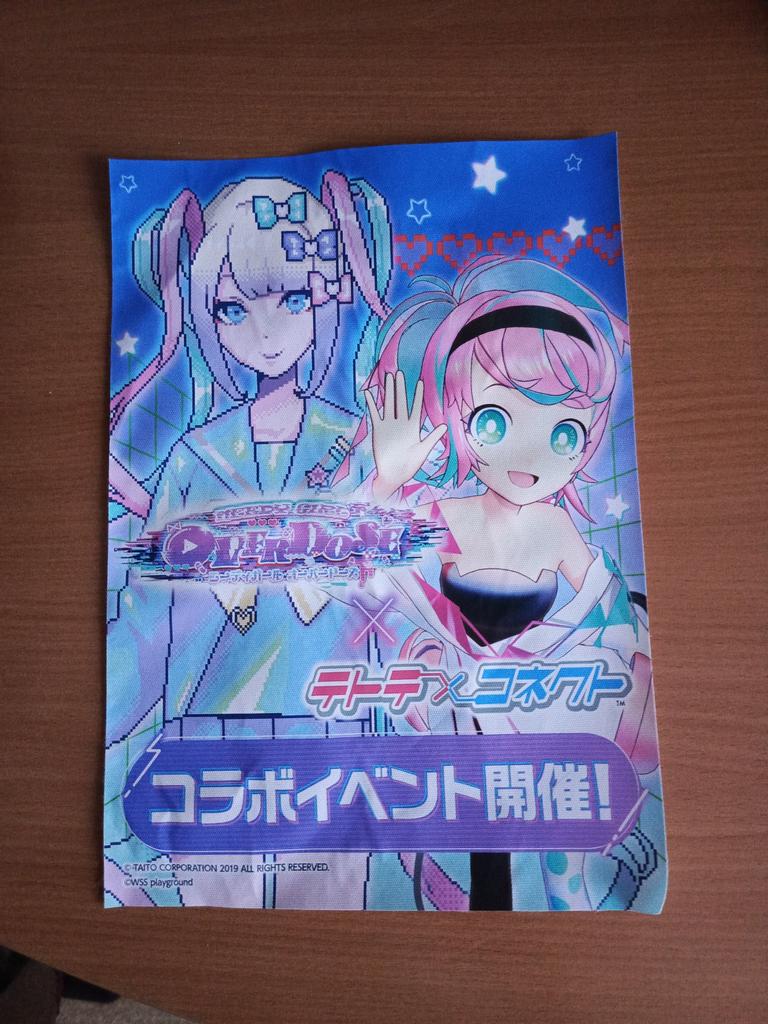 NEEDY GIRL
OVERDOSE
ニーディガール オーバードーズ
×
テトテ×コネクト
TM
コラボイベント開催!
©TAITO CORPORATION 2019 ALL RIGHTS RESERVED.
©WSS playground